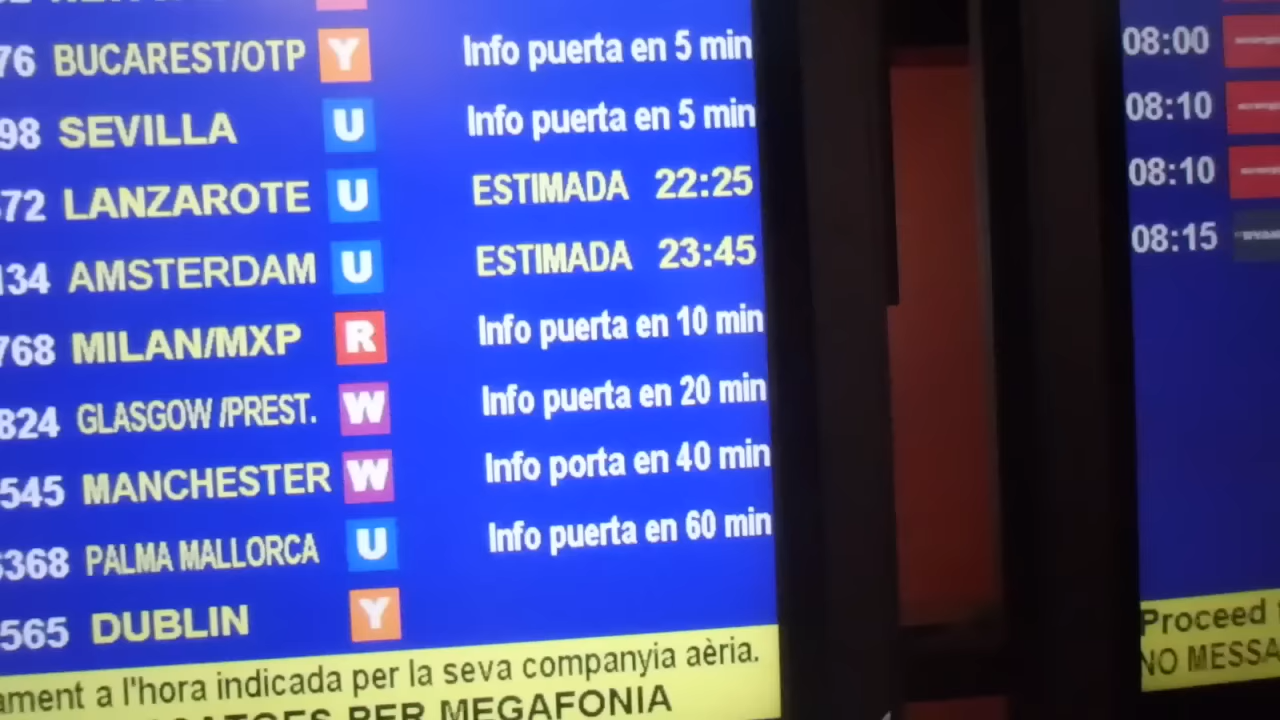 76 BUCAREST/OTP Y Info puerta en 5 min
98 SEVILLA U Info puerta en 5 min
72 LANZAROTE U ESTIMADA 22:25
134 AMSTERDAM U ESTIMADA 23:45
768 MILAN/MXP R Info puerta en 10 min
824 GLASGOW /PREST. W Info puerta en 20 min
545 MANCHESTER W Info porta en 40 min
368 PALMA MALLORCA U Info puerta en 60 min
565 DUBLIN Y
ament a l'hora indicada per la seva companyia aèria.
PER MEGAFONIA
08:00
08:10
08:10
08:15
Proceed
NO MESSA